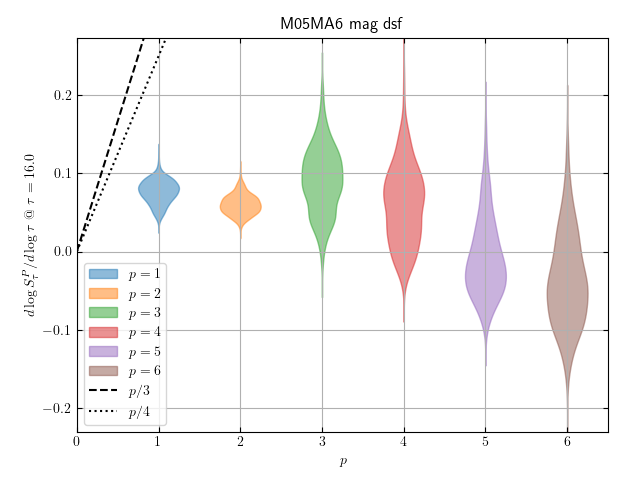 M05MA6 mag dsf
d log S_τ^p / d log τ @ τ = 16.0
0.2
0.1
0.0
−0.1
−0.2
p = 1
p = 2
p = 3
p = 4
p = 5
p = 6
p/3
p/4
0 1 2 3 4 5 6
p